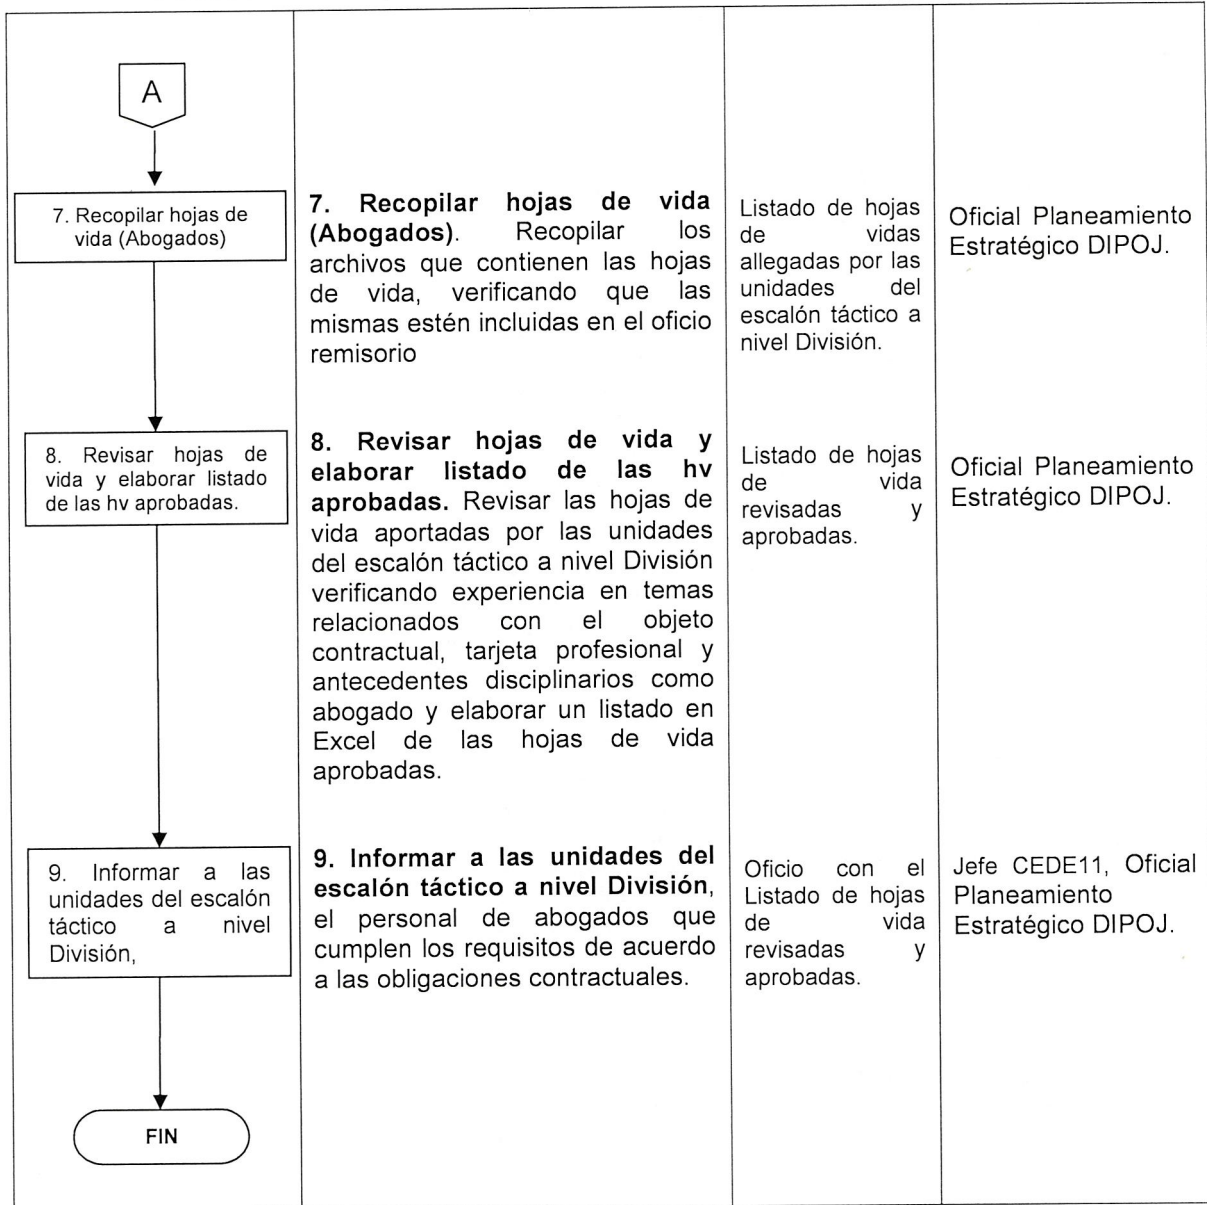 A
7. Recopilar hojas de
vida (Abogados)
7. Recopilar hojas de vida
(Abogados). Recopilar los
archivos que contienen las hojas
de vida, verificando que las
mismas estén incluidas en el oficio
remisorio
Listado de hojas
de vidas
allegadas por las
unidades del
escalón táctico a
nivel División.
Oficial Planeamiento
Estratégico DIPOJ.
8. Revisar hojas de
vida y elaborar listado
de las hv aprobadas.
8. Revisar hojas de vida y
elaborar listado de las hv
aprobadas. Revisar las hojas de
vida aportadas por las unidades
del escalón táctico a nivel División
verificando experiencia en temas
relacionados con el objeto
contractual, tarjeta profesional y
antecedentes disciplinarios como
abogado y elaborar un listado en
Excel de las hojas de vida
aprobadas.
Listado de hojas
de vida
revisadas y
aprobadas.
Oficial Planeamiento
Estratégico DIPOJ.
9. Informar a las
unidades del escalón
táctico a nivel
División,
9. Informar a las unidades del
escalón táctico a nivel División,
el personal de abogados que
cumplen los requisitos de acuerdo
a las obligaciones contractuales.
Oficio con el
Listado de hojas
de vida
revisadas y
aprobadas.
Jefe CEDE11, Oficial
Planeamiento
Estratégico DIPOJ.
FIN